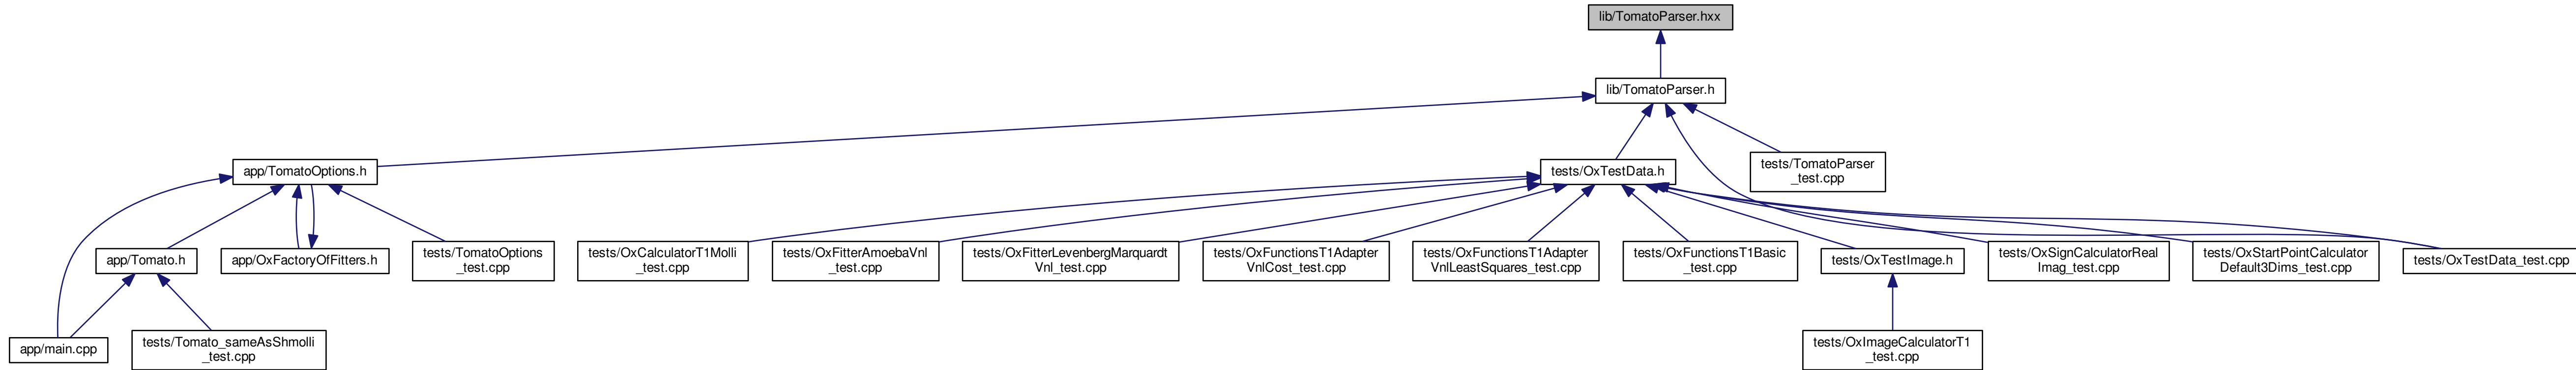 lib/TomatoParser.hxx
lib/TomatoParser.h
app/TomatoOptions.h
tests/OxTestData.h
tests/TomatoParser
_test.cpp
app/Tomato.h
app/OxFactoryOfFitters.h
tests/TomatoOptions
_test.cpp
tests/OxCalculatorT1Molli
_test.cpp
tests/OxFitterAmoebaVnl
_test.cpp
tests/OxFitterLevenbergMarquardt
Vnl_test.cpp
tests/OxFunctionsT1Adapter
VnlCost_test.cpp
tests/OxFunctionsT1Adapter
VnlLeastSquares_test.cpp
tests/OxFunctionsT1Basic
_test.cpp
tests/OxTestImage.h
tests/OxSignCalculatorReal
Imag_test.cpp
tests/OxStartPointCalculator
Default3Dims_test.cpp
tests/OxTestData_test.cpp
app/main.cpp
tests/Tomato_sameAsShmolli
_test.cpp
tests/OxImageCalculatorT1
_test.cpp